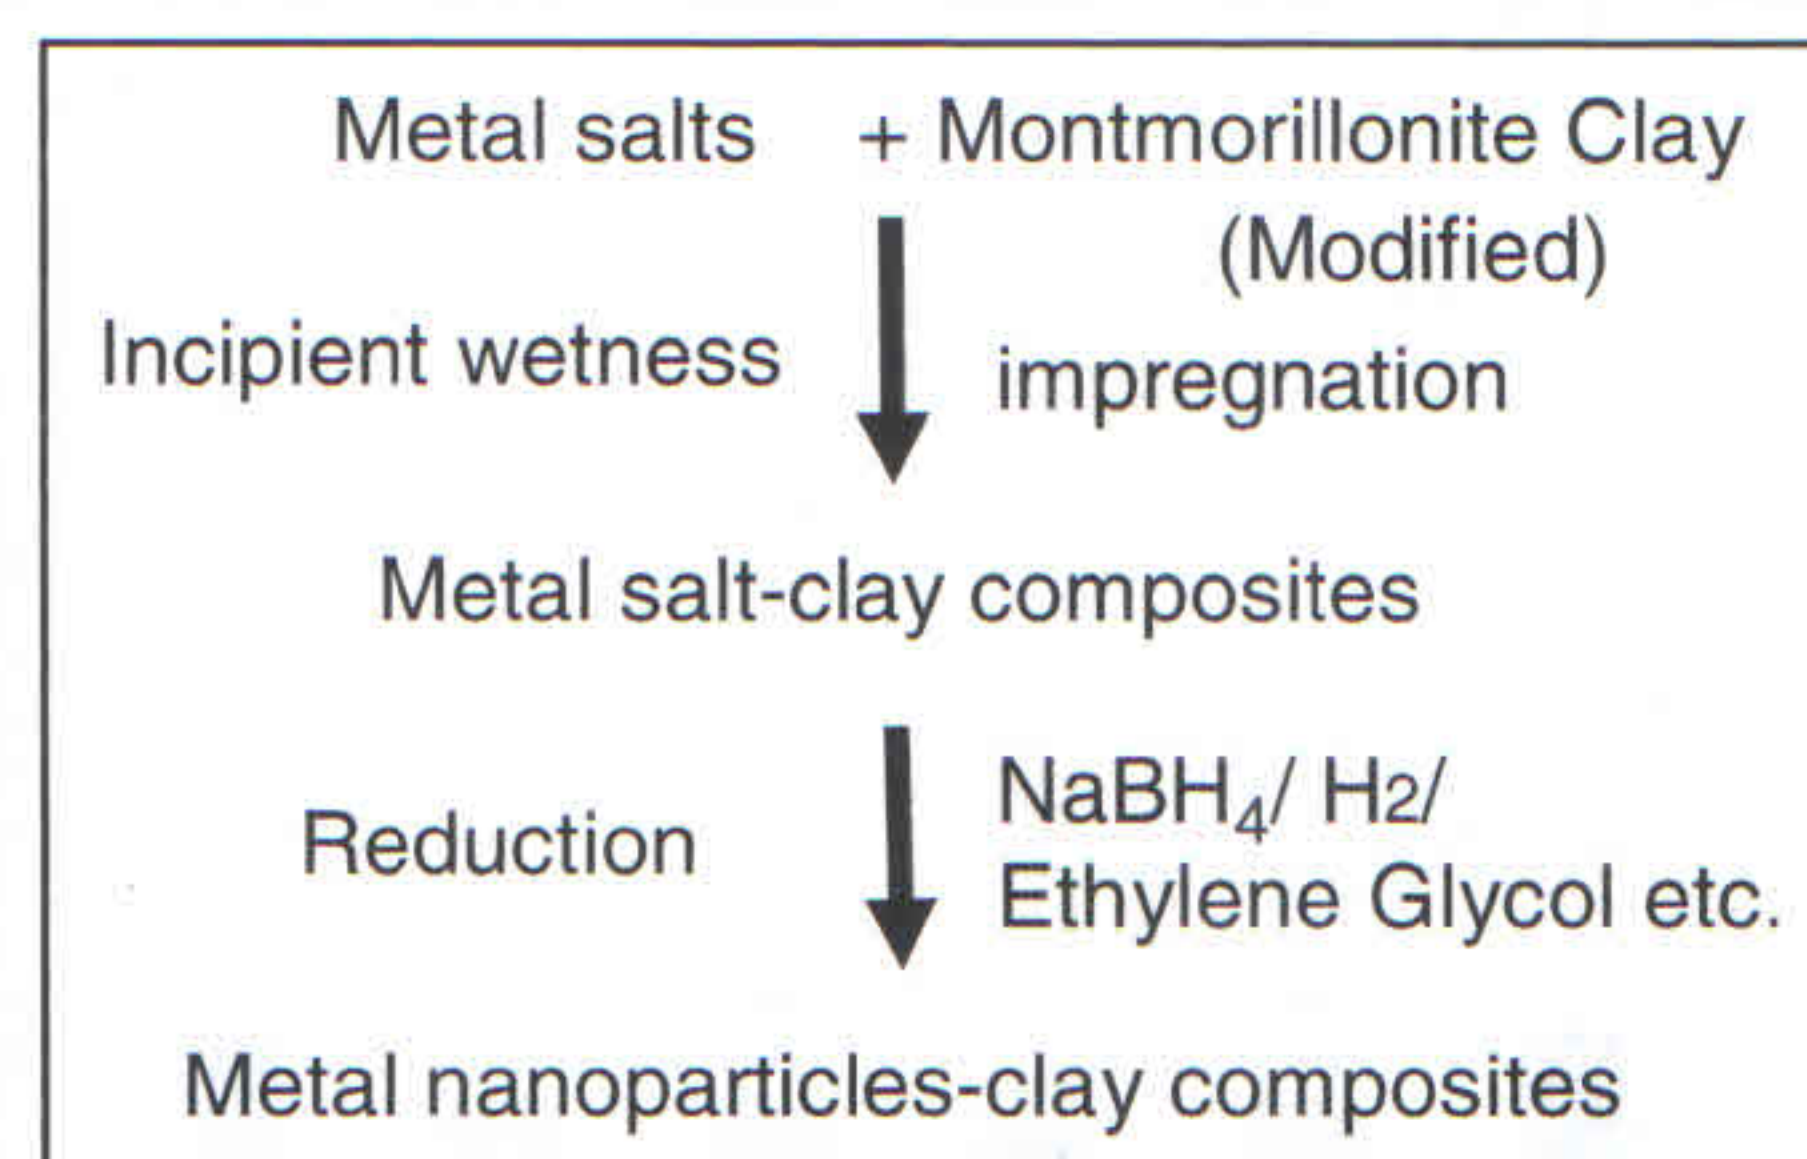 Metal salts + Montmorillonite Clay
(Modified)
Incipient wetness impregnation
Metal salt-clay composites
NaBH₄/ H2/
Reduction
Ethylene Glycol etc.
Metal nanoparticles-clay composites